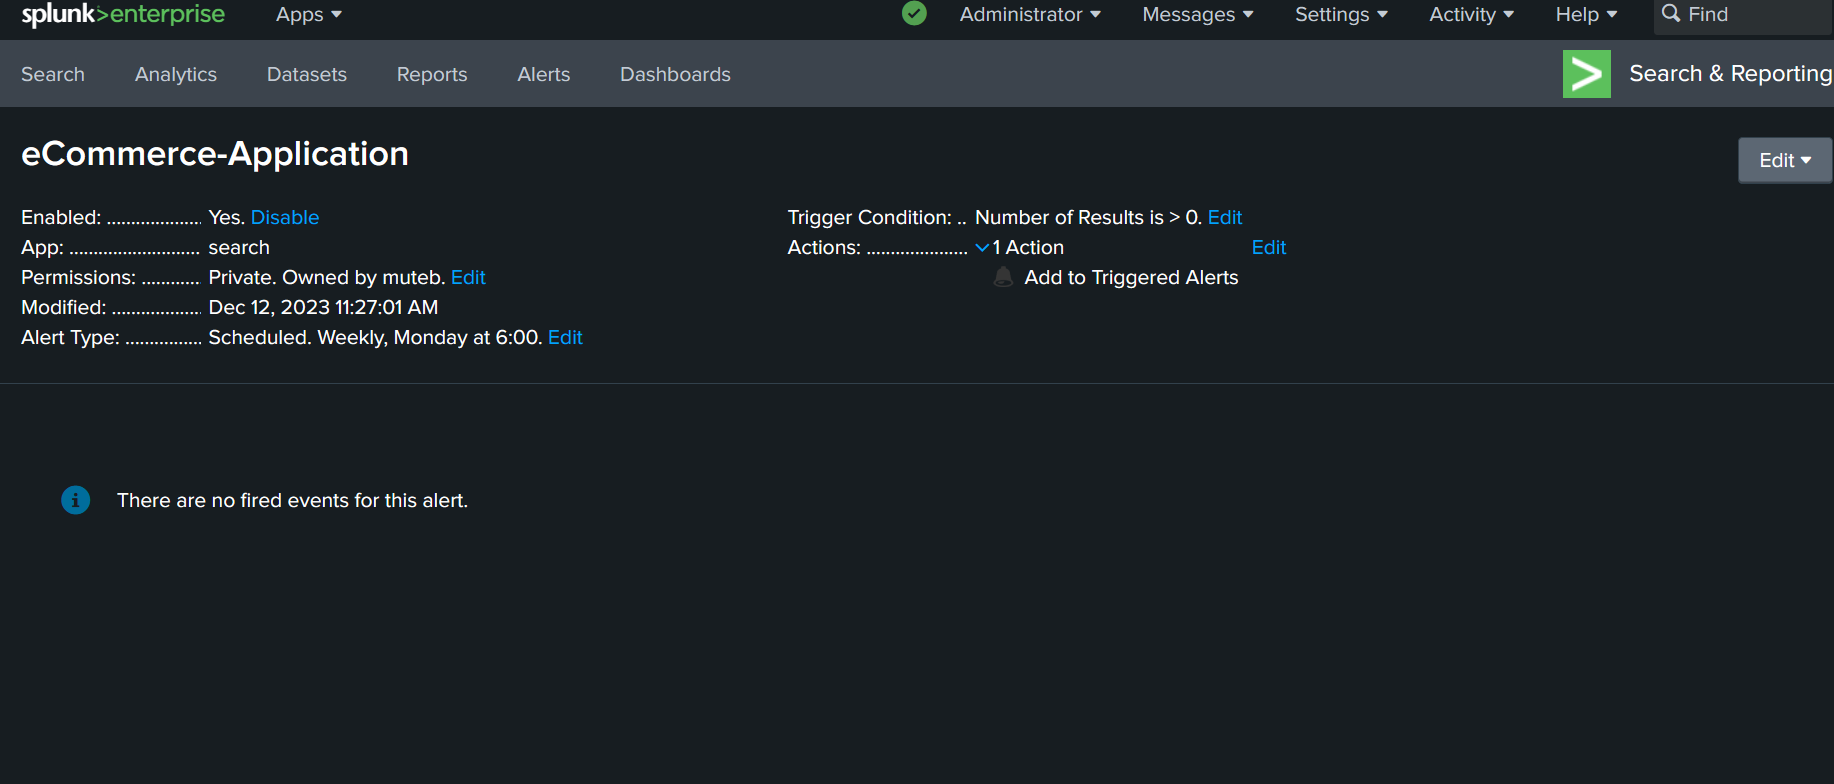 splunk>enterprise Apps Administrator Messages Settings Activity Help Find
Search Analytics Datasets Reports Alerts Dashboards Search & Reporting
eCommerce-Application
Edit
Enabled: ................... Yes. Disable
App: ........................... search
Permissions: ............ Private. Owned by muteb. Edit
Modified: ................... Dec 12, 2023 11:27:01 AM
Alert Type: ................ Scheduled. Weekly, Monday at 6:00. Edit
Trigger Condition: .. Number of Results is > 0. Edit
Actions: ..................... 1 Action Edit
Add to Triggered Alerts
There are no fired events for this alert.